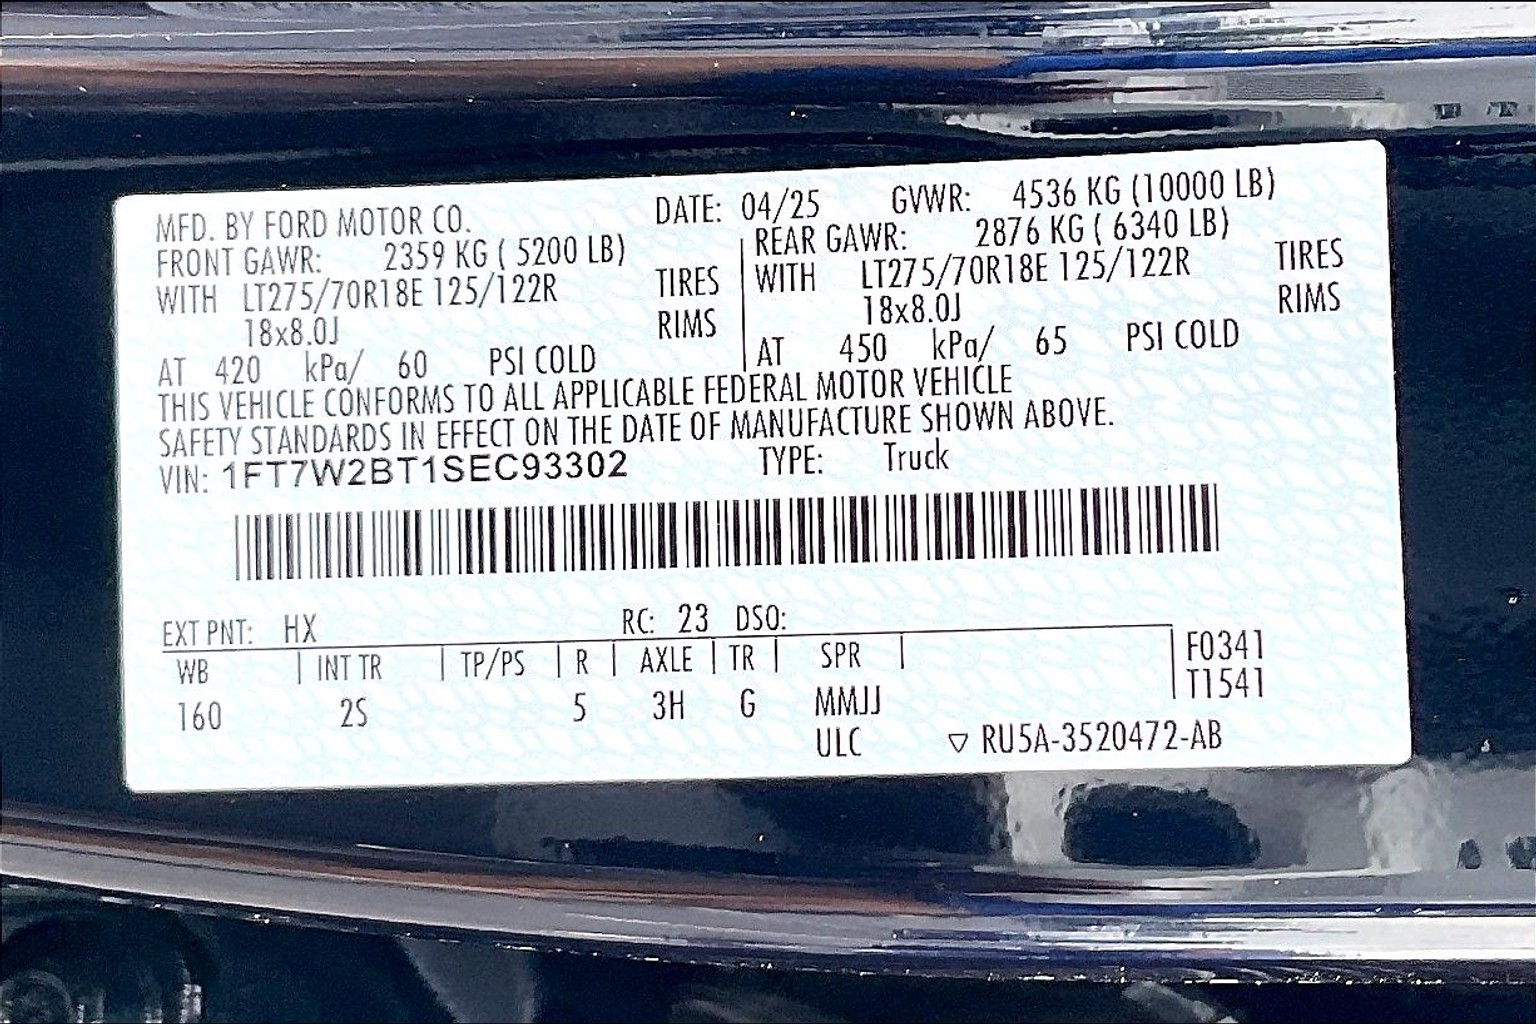 MFD. BY FORD MOTOR CO. DATE: 04/25 GVWR: 4536 KG (10000 LB)
FRONT GAWR: 2359 KG ( 5200 LB) REAR GAWR: 2876 KG ( 6340 LB)
WITH LT275/70R18E 125/122R TIRES WITH LT275/70R18E 125/122R TIRES
18x8.0J RIMS 18x8.0J RIMS
AT 420 kPa/ 60 PSI COLD AT 450 kPa/ 65 PSI COLD
THIS VEHICLE CONFORMS TO ALL APPLICABLE FEDERAL MOTOR VEHICLE
SAFETY STANDARDS IN EFFECT ON THE DATE OF MANUFACTURE SHOWN ABOVE.
VIN: 1FT7W2BT1SEC93302 TYPE: Truck
EXT PNT: HX RC: 23 DSO:
WB INT TR TP/PS R AXLE TR SPR F0341
160 2S 5 3H G MMJJ T1541
ULC ▽ RU5A-3520472-AB